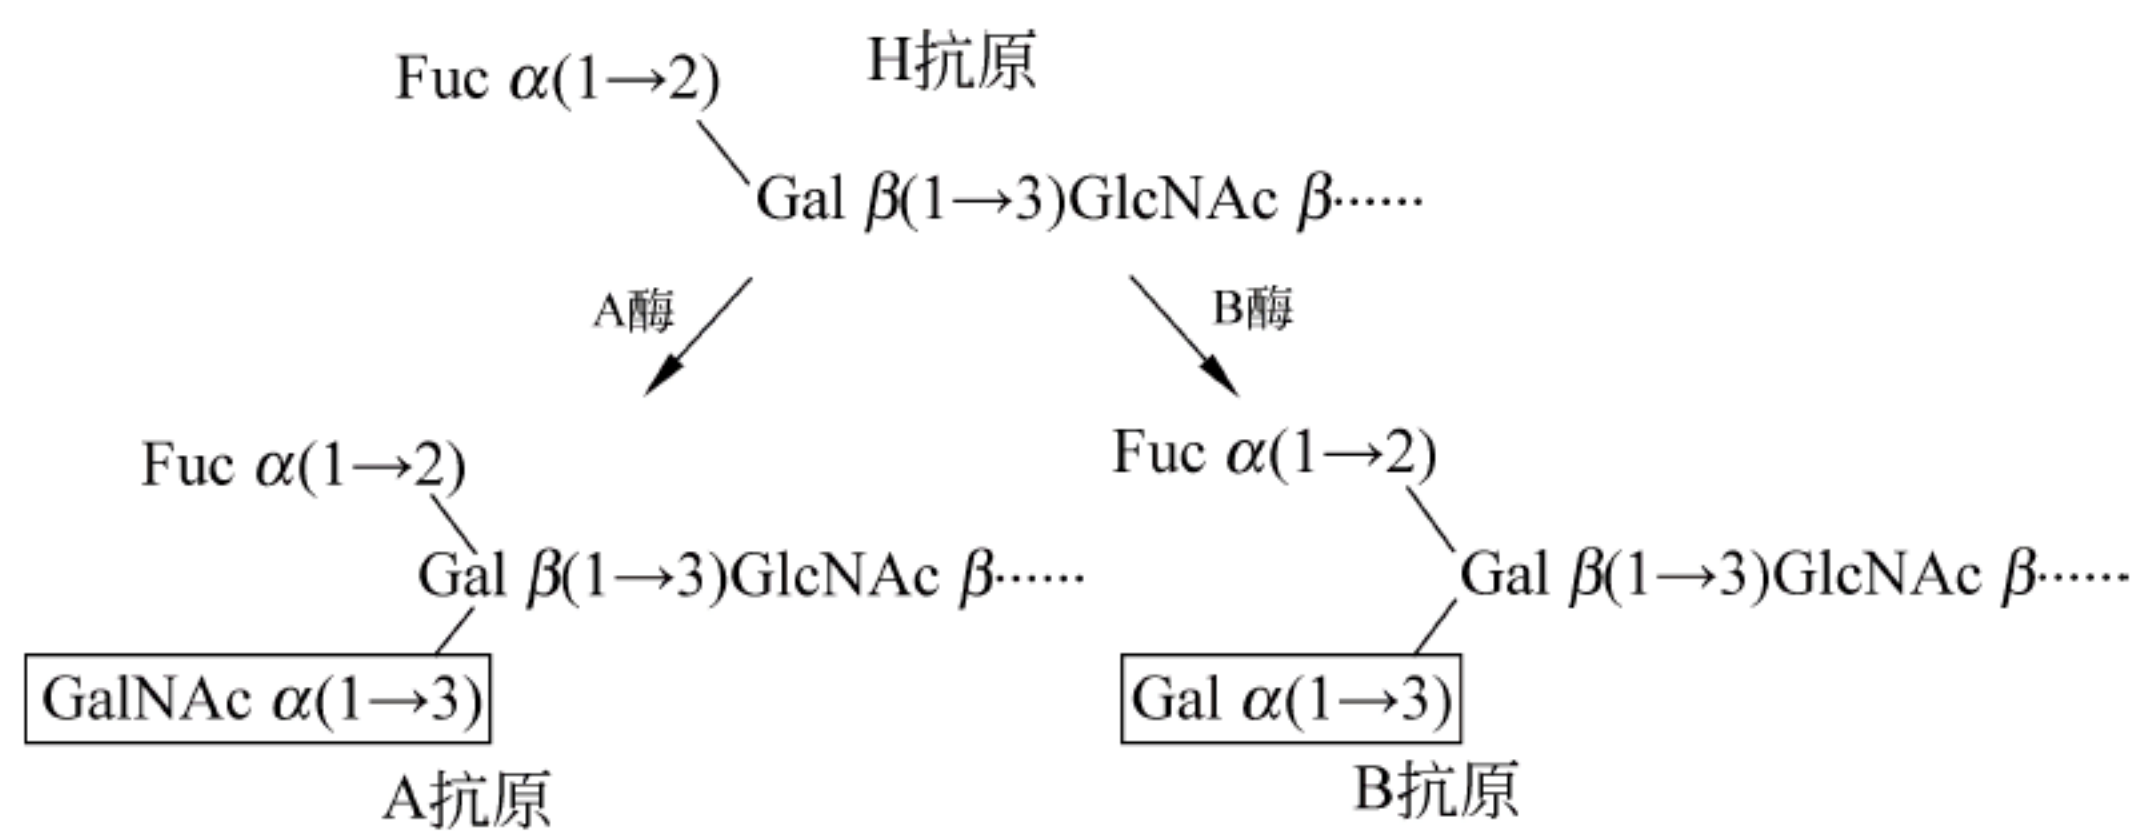 H抗原
Fuc α(1→2)
Gal β(1→3)GlcNAc β······
A酶
B酶
Fuc α(1→2)
Gal β(1→3)GlcNAc β······
GalNAc α(1→3)
A抗原
Fuc α(1→2)
Gal β(1→3)GlcNAc β······
Gal α(1→3)
B抗原